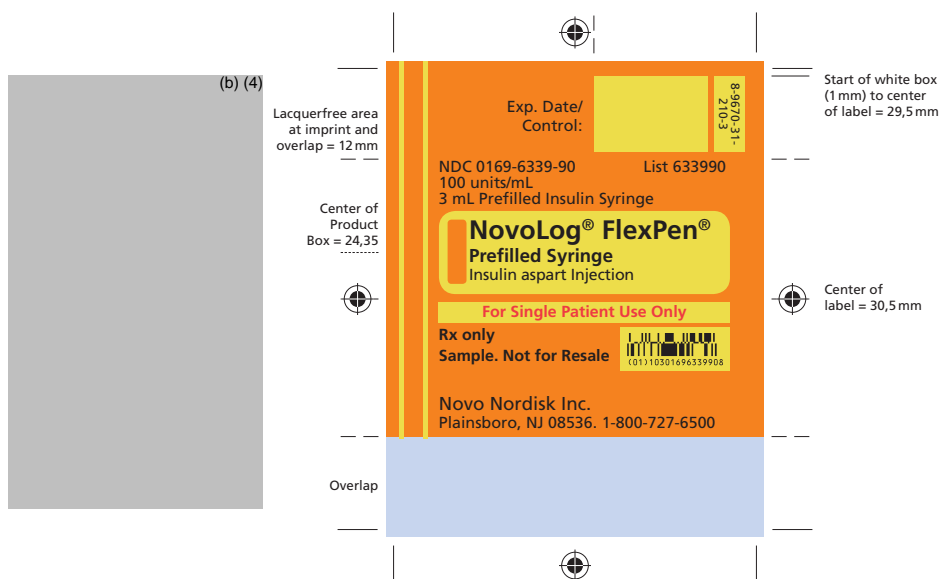 (b) (4)
Lacquerfree area
at imprint and
overlap = 12 mm
Center of
Product
Box = 24,35
Overlap
Exp. Date/
Control:
8-9670-31-
210-3
NDC 0169-6339-90 List 633990
100 units/mL
3 mL Prefilled Insulin Syringe
NovoLog® FlexPen®
Prefilled Syringe
Insulin aspart Injection
For Single Patient Use Only
Rx only
Sample. Not for Resale
(01)10301696339908
Novo Nordisk Inc.
Plainsboro, NJ 08536. 1-800-727-6500
Start of white box
(1 mm) to center
of label = 29,5 mm
Center of
label = 30,5 mm